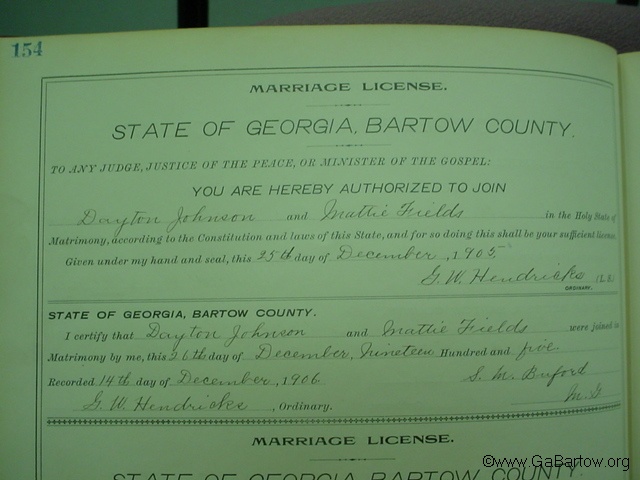 154
MARRIAGE LICENSE.
STATE OF GEORGIA, BARTOW COUNTY.
TO ANY JUDGE, JUSTICE OF THE PEACE, OR MINISTER OF THE GOSPEL:
YOU ARE HEREBY AUTHORIZED TO JOIN
Dayton Johnson and Mattie Fields in the Holy State of
Matrimony, according to the Constitution and laws of this State, and for so doing this shall be your sufficient license.
Given under my hand and seal, this 25th day of December, 1905
G. W. Hendricks (L. S.)
ORDINARY.
STATE OF GEORGIA, BARTOW COUNTY.
I certify that Dayton Johnson and Mattie Fields were joined in
Matrimony by me, this 26th day of December, Nineteen Hundred and five
Recorded 14th day of December, 1906 S. M. Buford
G. W. Hendricks, Ordinary. M. G
MARRIAGE LICENSE.
STATE OF GEORGIA, BARTOW COUNTY.
©www.GaBartow.org